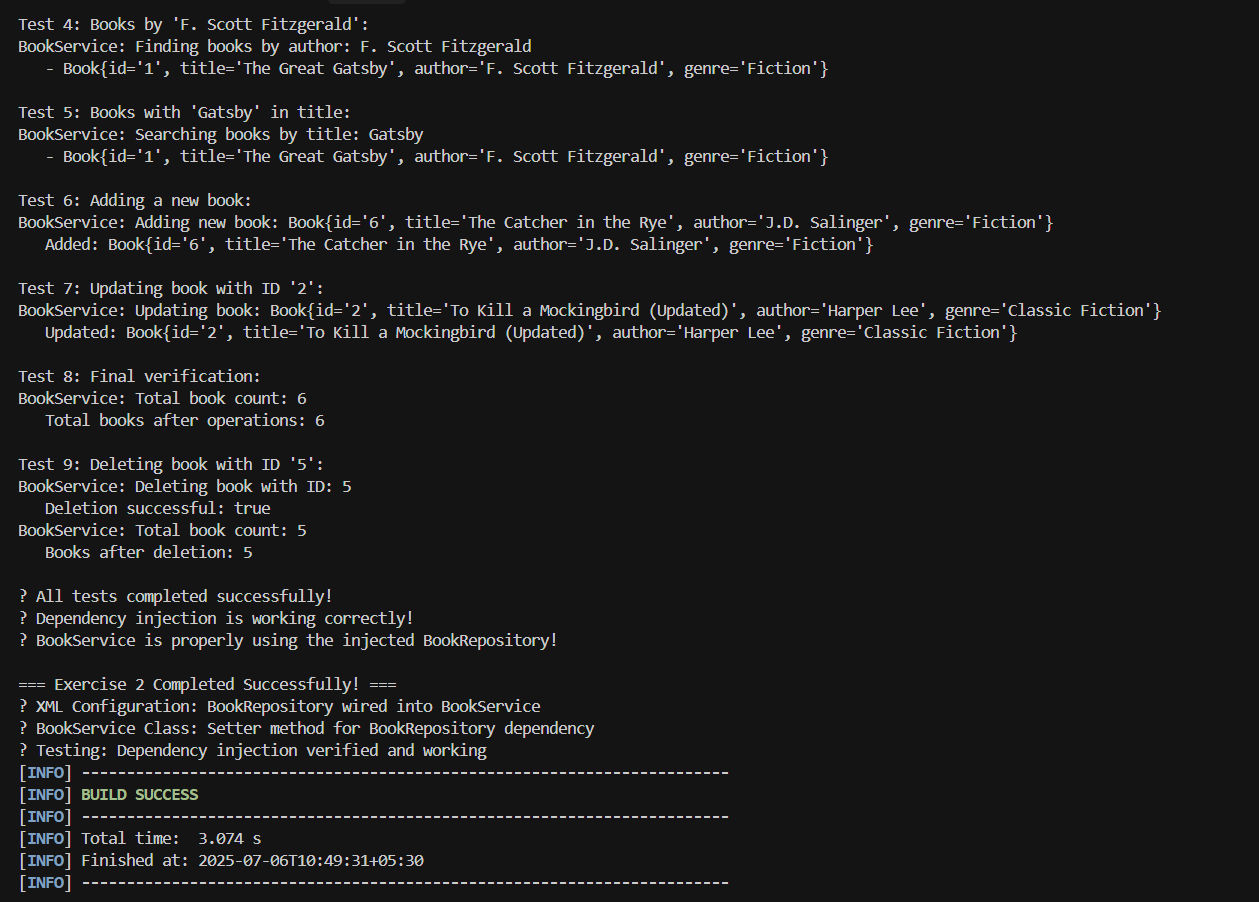 Test 4: Books by 'F. Scott Fitzgerald':
BookService: Finding books by author: F. Scott Fitzgerald
   - Book{id='1', title='The Great Gatsby', author='F. Scott Fitzgerald', genre='Fiction'}

Test 5: Books with 'Gatsby' in title:
BookService: Searching books by title: Gatsby
   - Book{id='1', title='The Great Gatsby', author='F. Scott Fitzgerald', genre='Fiction'}

Test 6: Adding a new book:
BookService: Adding new book: Book{id='6', title='The Catcher in the Rye', author='J.D. Salinger', genre='Fiction'}
   Added: Book{id='6', title='The Catcher in the Rye', author='J.D. Salinger', genre='Fiction'}

Test 7: Updating book with ID '2':
BookService: Updating book: Book{id='2', title='To Kill a Mockingbird (Updated)', author='Harper Lee', genre='Classic Fiction'}
   Updated: Book{id='2', title='To Kill a Mockingbird (Updated)', author='Harper Lee', genre='Classic Fiction'}

Test 8: Final verification:
BookService: Total book count: 6
   Total books after operations: 6

Test 9: Deleting book with ID '5':
BookService: Deleting book with ID: 5
   Deletion successful: true
BookService: Total book count: 5
   Books after deletion: 5

? All tests completed successfully!
? Dependency injection is working correctly!
? BookService is properly using the injected BookRepository!

=== Exercise 2 Completed Successfully! ===
? XML Configuration: BookRepository wired into BookService
? BookService Class: Setter method for BookRepository dependency
? Testing: Dependency injection verified and working
[INFO] ------------------------------------------------------------------------
[INFO] BUILD SUCCESS
[INFO] ------------------------------------------------------------------------
[INFO] Total time:  3.074 s
[INFO] Finished at: 2025-07-06T10:49:31+05:30
[INFO] ------------------------------------------------------------------------